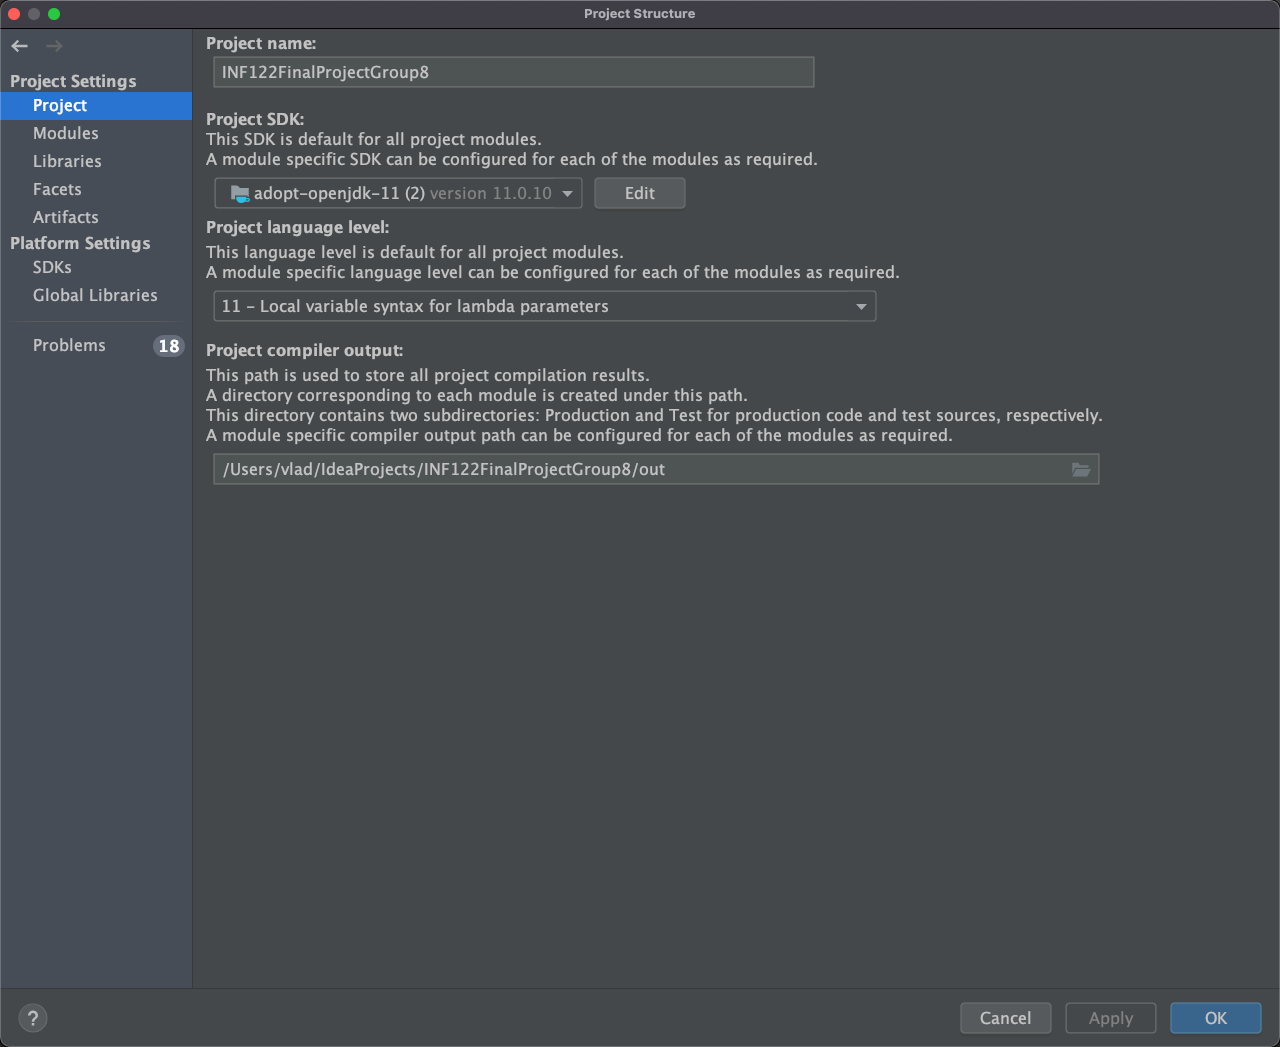 Project Structure
Project Settings
Project
Modules
Libraries
Facets
Artifacts
Platform Settings
SDKs
Global Libraries
Problems 18
Project name:
INF122FinalProjectGroup8
Project SDK:
This SDK is default for all project modules.
A module specific SDK can be configured for each of the modules as required.
adopt-openjdk-11 (2) version 11.0.10
Edit
Project language level:
This language level is default for all project modules.
A module specific language level can be configured for each of the modules as required.
11 – Local variable syntax for lambda parameters
Project compiler output:
This path is used to store all project compilation results.
A directory corresponding to each module is created under this path.
This directory contains two subdirectories: Production and Test for production code and test sources, respectively.
A module specific compiler output path can be configured for each of the modules as required.
/Users/vlad/IdeaProjects/INF122FinalProjectGroup8/out
?
Cancel
Apply
OK